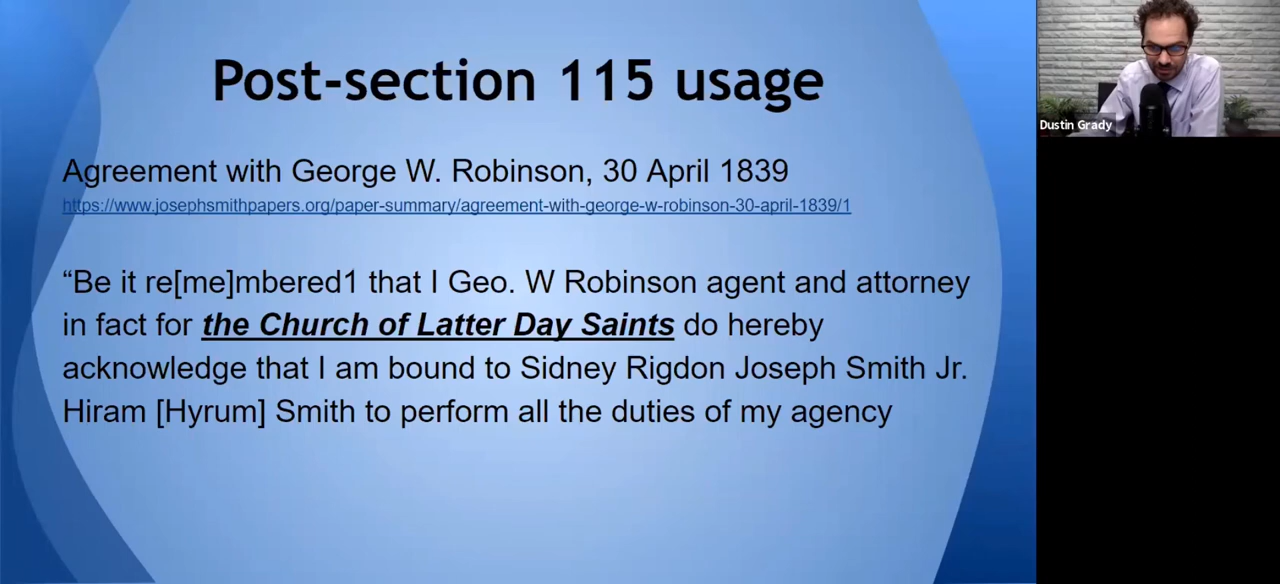 Post-section 115 usage
Agreement with George W. Robinson, 30 April 1839
https://www.josephsmithpapers.org/paper-summary/agreement-with-george-w-robinson-30-april-1839/1
“Be it re[me]mbered1 that I Geo. W Robinson agent and attorney
in fact for the Church of Latter Day Saints do hereby
acknowledge that I am bound to Sidney Rigdon Joseph Smith Jr.
Hiram [Hyrum] Smith to perform all the duties of my agency
Dustin Grady